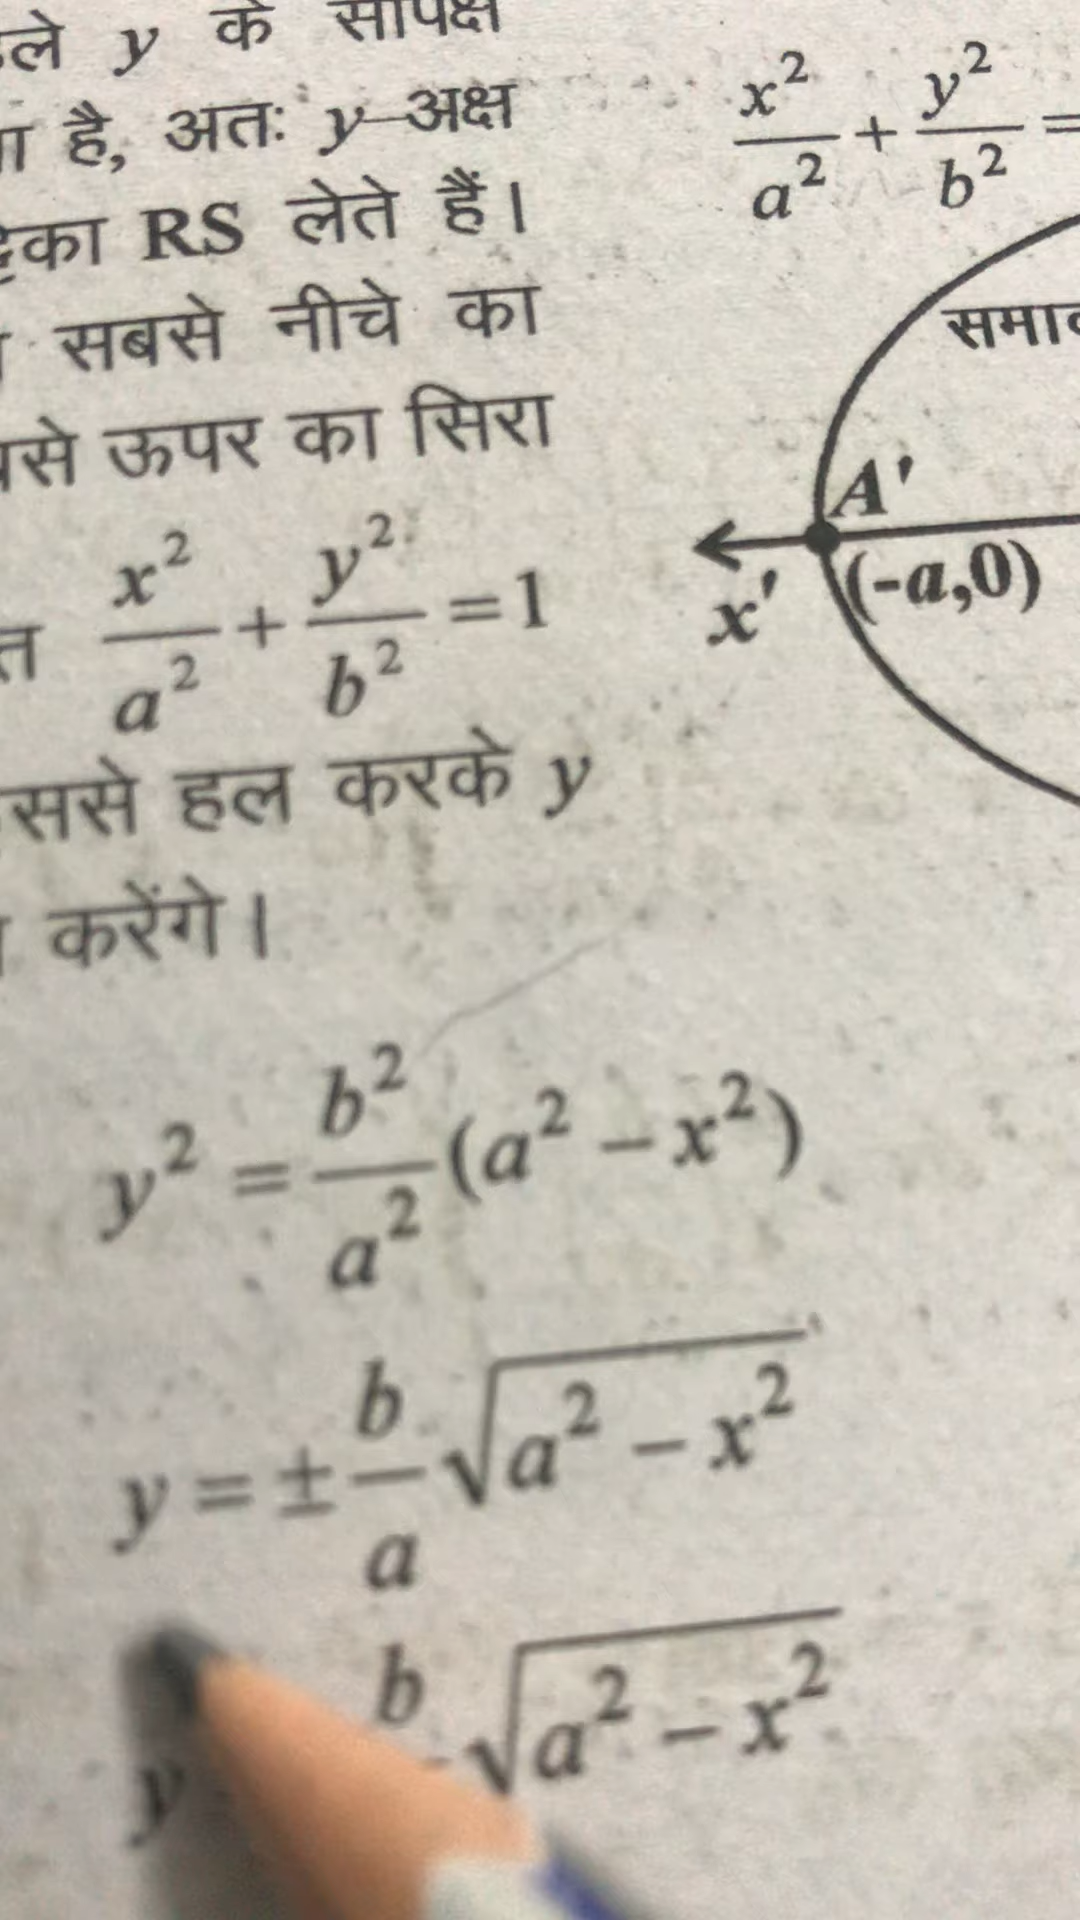 y के सापेक्ष
है, अतः y–अक्ष
RS लेते हैं।
सबसे नीचे का
ऊपर का सिरा
x²/a² + y²/b² = 1
हल करके y
करेंगे।
y² = b²/a² (a² – x²)
y = ± b/a √(a² – x²)
y b √(a² – x²)
x²/a² + y²/b² =
A'
x'
(-a,0)